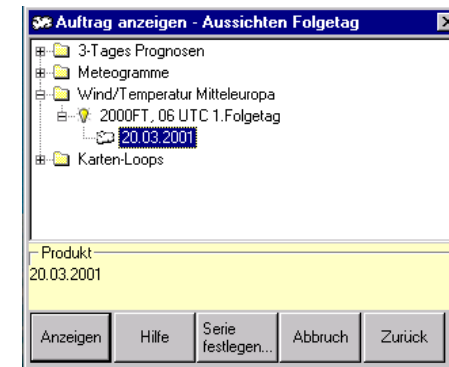 Auftrag anzeigen - Aussichten Folgetag
3-Tages Prognosen
Meteogramme
Wind/Temperatur Mitteleuropa
2000FT, 06 UTC 1.Folgetag
20.03.2001
Karten-Loops
Produkt
20.03.2001
Anzeigen
Hilfe
Serie
festlegen...
Abbruch
Zurück